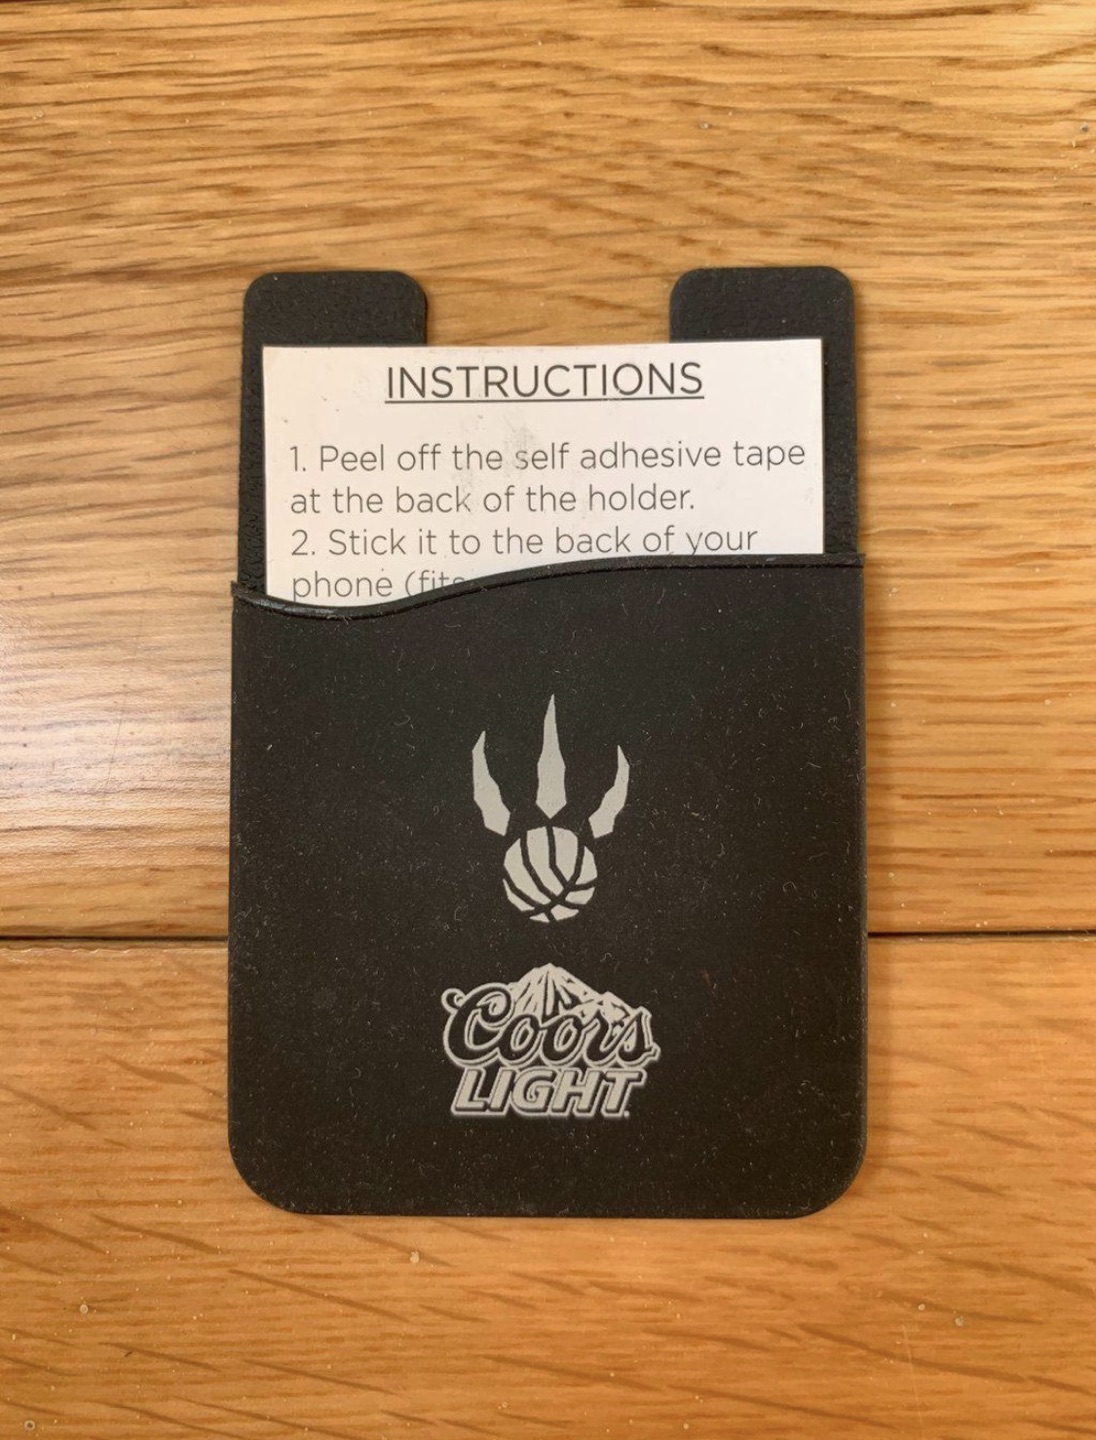 INSTRUCTIONS
1. Peel off the self adhesive tape
at the back of the holder.
2. Stick it to the back of your
phone (fits
Coors
LIGHT